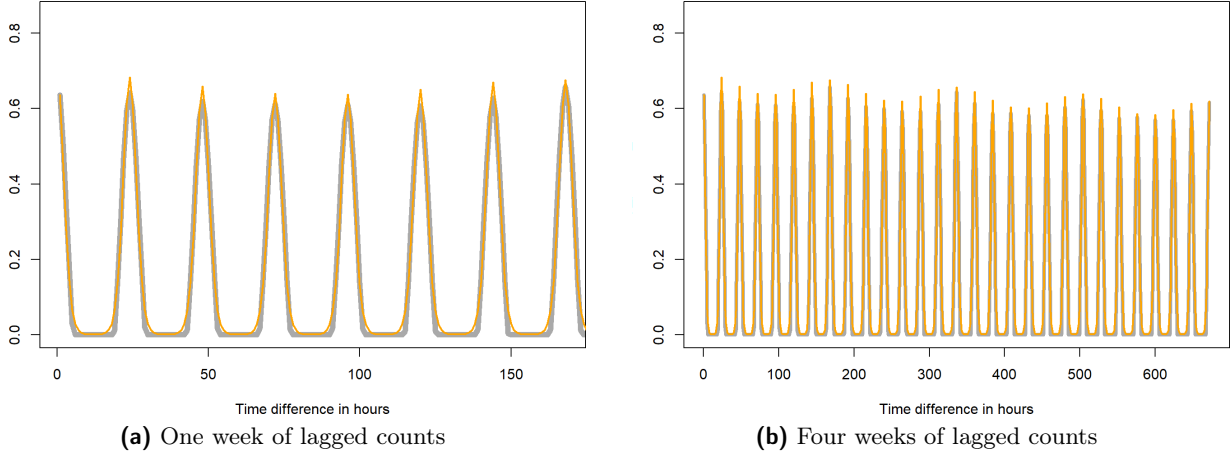 0.8
0.6
0.4
0.2
0.0
0 50 100 150
Time difference in hours
(a) One week of lagged counts
0.8
0.6
0.4
0.2
0.0
0 100 200 300 400 500 600
Time difference in hours
(b) Four weeks of lagged counts